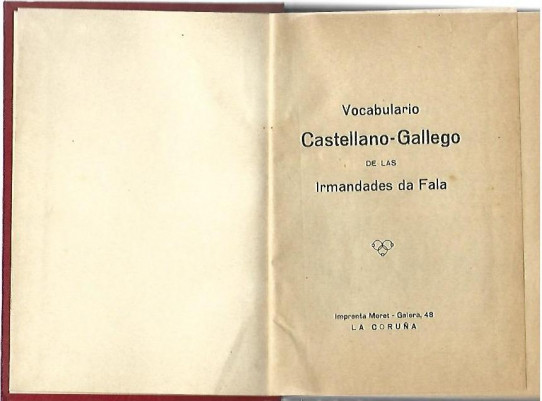 Vocabulario
Castellano-Gallego
DE LAS
Irmandades da Fala
Imprenta Moret - Galera, 48
LA CORUÑA